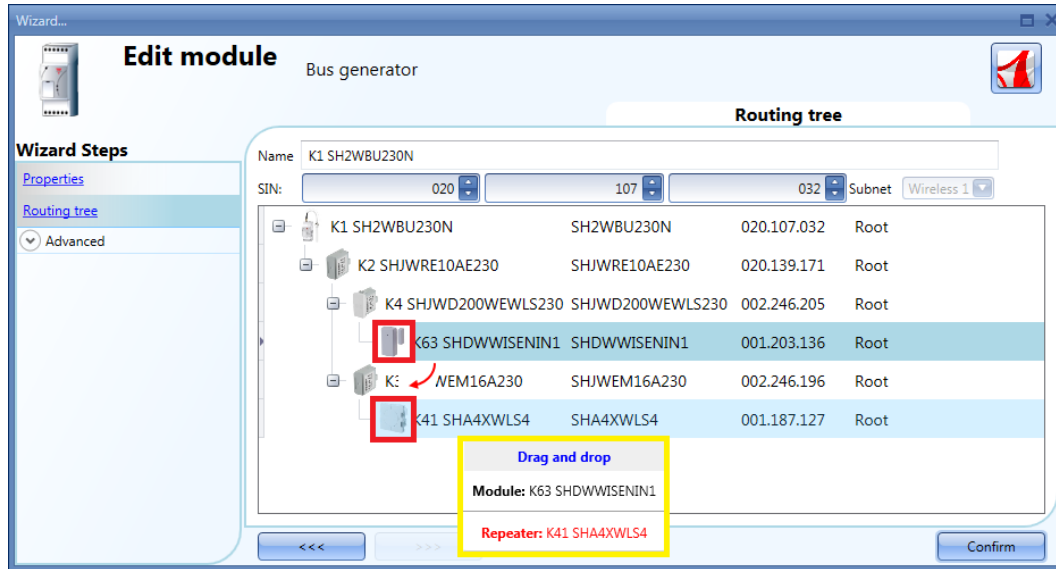 Wizard...
Edit module
Bus generator
Routing tree
Wizard Steps
Properties
Routing tree
Advanced
Name K1 SH2WBU230N
SIN: 020 107 032 Subnet Wireless 1
K1 SH2WBU230N SH2WBU230N 020.107.032 Root
K2 SHJWRE10AE230 SHJWRE10AE230 020.139.171 Root
K4 SHJWD200WEWLS230 SHJWD200WEWLS230 002.246.205 Root
K63 SHDWWISENIN1 SHDWWISENIN1 001.203.136 Root
WEM16A230 SHJWEM16A230 002.246.196 Root
K41 SHA4XWLS4 SHA4XWLS4 001.187.127 Root
Drag and drop
Module: K63 SHDWWISENIN1
Repeater: K41 SHA4XWLS4
<<< >>> Confirm